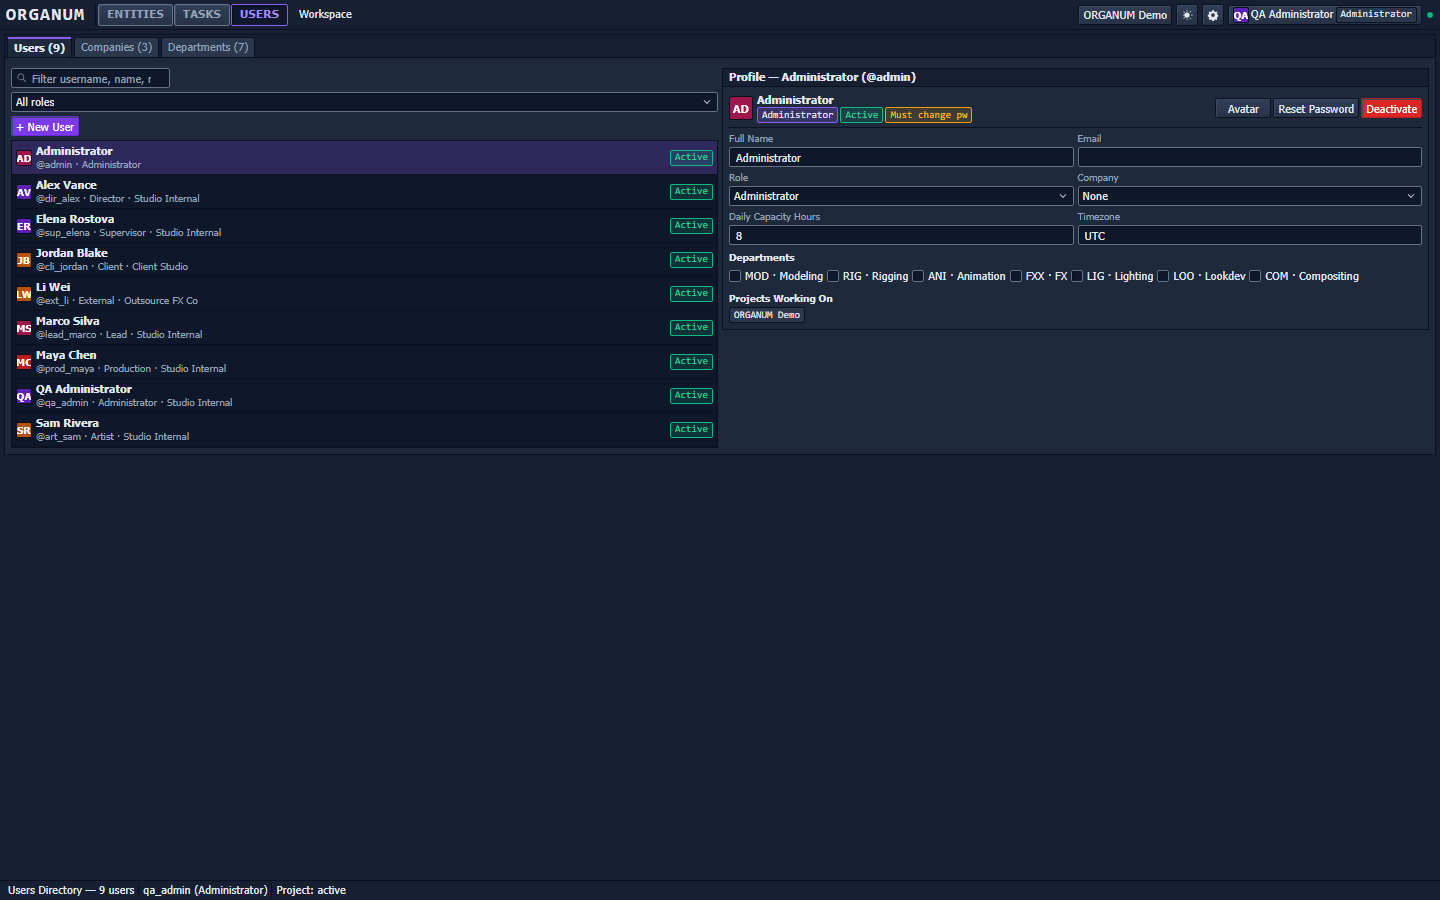 ORGANUM ENTITIES TASKS USERS Workspace ORGANUM Demo QA QA Administrator Administrator
Users (9) Companies (3) Departments (7)
Filter username, name, r
All roles
+ New User
AD Administrator Active
@admin · Administrator
AV Alex Vance Active
@dir_alex · Director · Studio Internal
ER Elena Rostova Active
@sup_elena · Supervisor · Studio Internal
JB Jordan Blake Active
@cli_jordan · Client · Client Studio
LW Li Wei Active
@ext_li · External · Outsource FX Co
MS Marco Silva Active
@lead_marco · Lead · Studio Internal
MC Maya Chen Active
@prod_maya · Production · Studio Internal
QA QA Administrator Active
@qa_admin · Administrator · Studio Internal
SR Sam Rivera Active
@art_sam · Artist · Studio Internal
Profile — Administrator (@admin)
AD Administrator
Administrator Active Must change pw
Avatar Reset Password Deactivate
Full Name Email
Administrator
Role Company
Administrator None
Daily Capacity Hours Timezone
8 UTC
Departments
MOD · Modeling RIG · Rigging ANI · Animation FXX · FX LIG · Lighting LOO · Lookdev COM · Compositing
Projects Working On
ORGANUM Demo
Users Directory — 9 users qa_admin (Administrator) Project: active